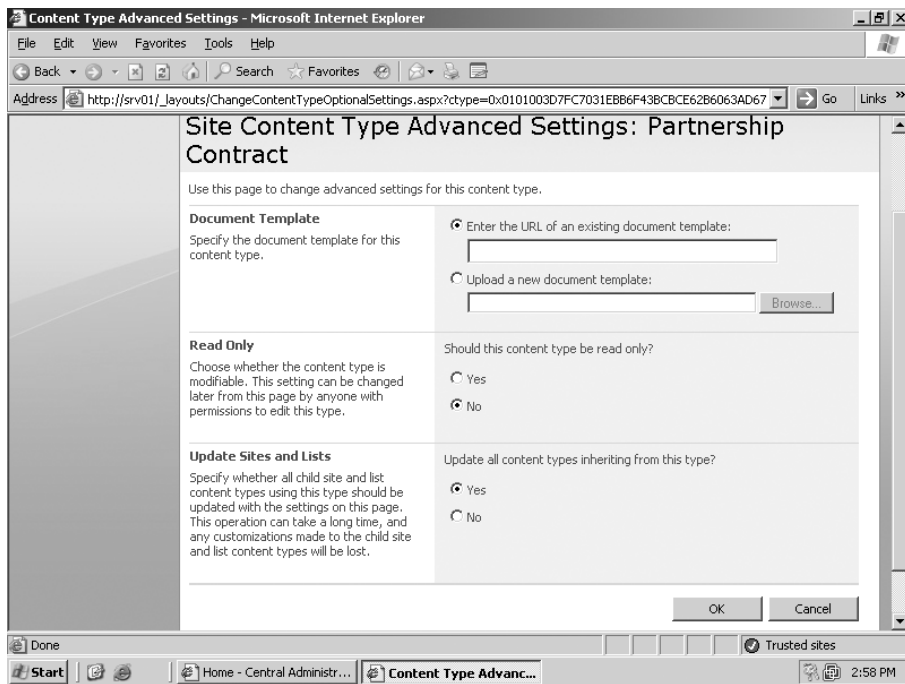 Content Type Advanced Settings - Microsoft Internet Explorer
File Edit View Favorites Tools Help
Back Search Favorites
Address http://srv01/_layouts/ChangeContentTypeOptionalSettings.aspx?ctype=0x0101003D7FC7031EBB6F43BCBCE62B6063AD67 Go Links »
Site Content Type Advanced Settings: Partnership
Contract
Use this page to change advanced settings for this content type.
Document Template
Specify the document template for this
content type.
Enter the URL of an existing document template:
Upload a new document template:
Browse...
Read Only
Choose whether the content type is
modifiable. This setting can be changed
later from this page by anyone with
permissions to edit this type.
Should this content type be read only?
Yes
No
Update Sites and Lists
Specify whether all child site and list
content types using this type should be
updated with the settings on this page.
This operation can take a long time, and
any customizations made to the child site
and list content types will be lost.
Update all content types inheriting from this type?
Yes
No
OK Cancel
Done Trusted sites
Start Home - Central Administr... Content Type Advanc... 2:58 PM